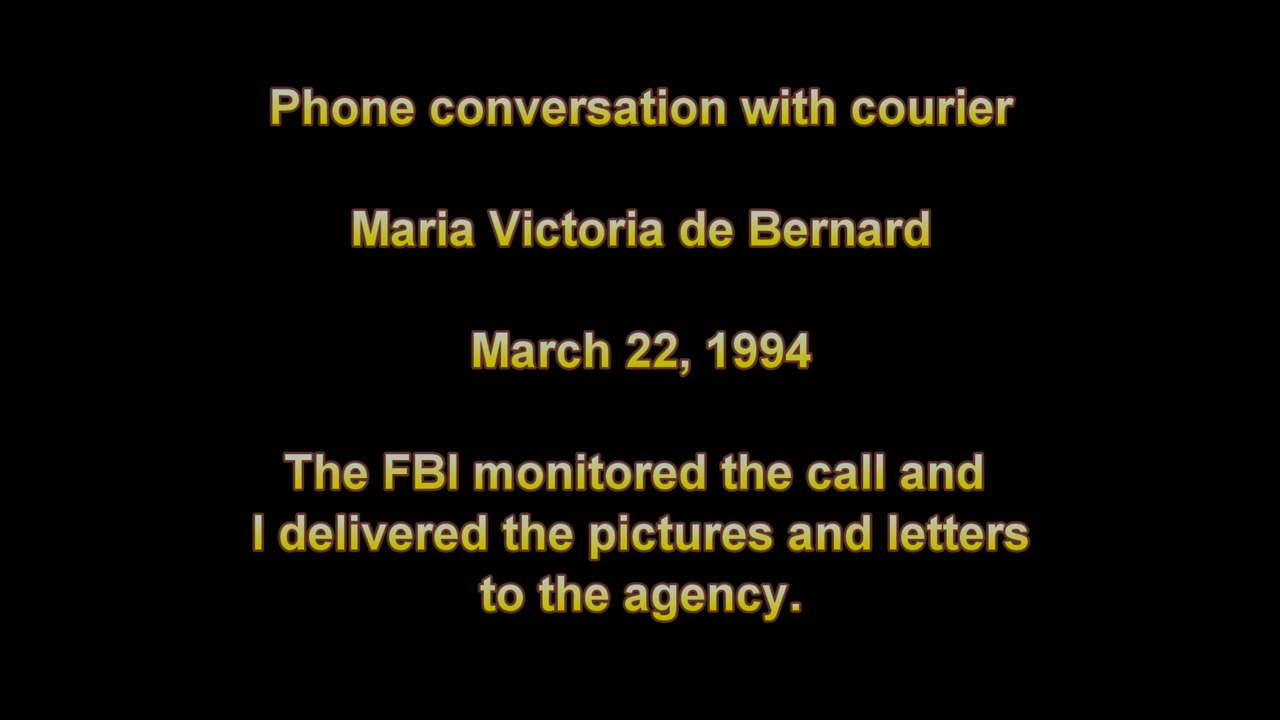 Phone conversation with courier
Maria Victoria de Bernard
March 22, 1994
The FBI monitored the call and
I delivered the pictures and letters
to the agency.